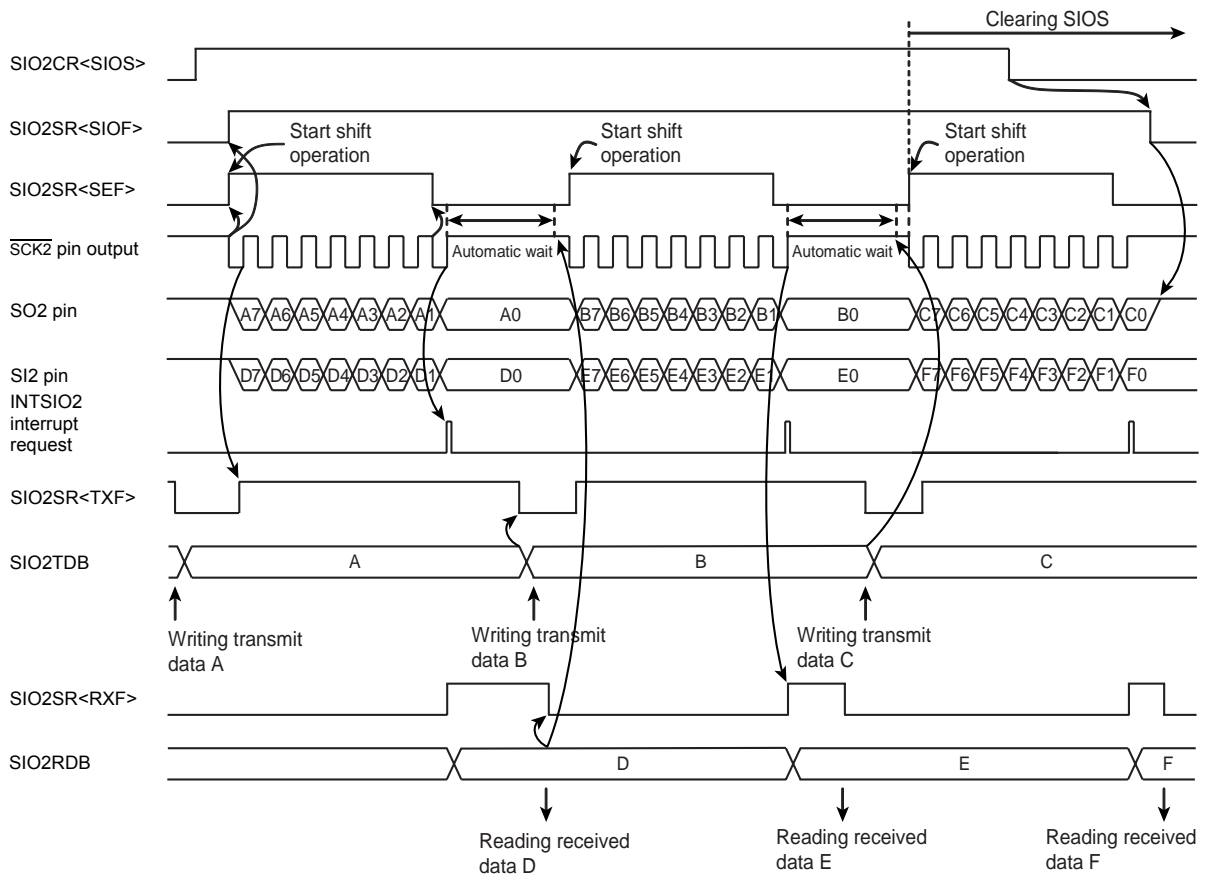 Clearing SIOS
SIO2CR<SIOS>
SIO2SR<SIOF>
Start shift
operation
Start shift
operation
Start shift
operation
SIO2SR<SEF>
SCK2 pin output
Automatic wait
Automatic wait
SO2 pin
A7 A6 A5 A4 A3 A2 A1 A0 B7 B6 B5 B4 B3 B2 B1 B0 C7 C6 C5 C4 C3 C2 C1 C0
SI2 pin
D7 D6 D5 D4 D3 D2 D1 D0 E7 E6 E5 E4 E3 E2 E1 E0 F7 F6 F5 F4 F3 F2 F1 F0
INTSIO2
interrupt
request
SIO2SR<TXF>
SIO2TDB
A B C
Writing transmit
data A
Writing transmit
data B
Writing transmit
data C
SIO2SR<RXF>
SIO2RDB
D E F
Reading received
data D
Reading received
data E
Reading received
data F